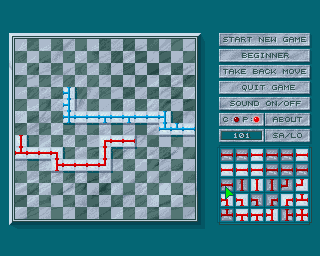 START NEW GAME
BEGINNER
TAKE BACK MOVE
QUIT GAME
SOUND ON/OFF
C: P: ABOUT
101 SA/LO